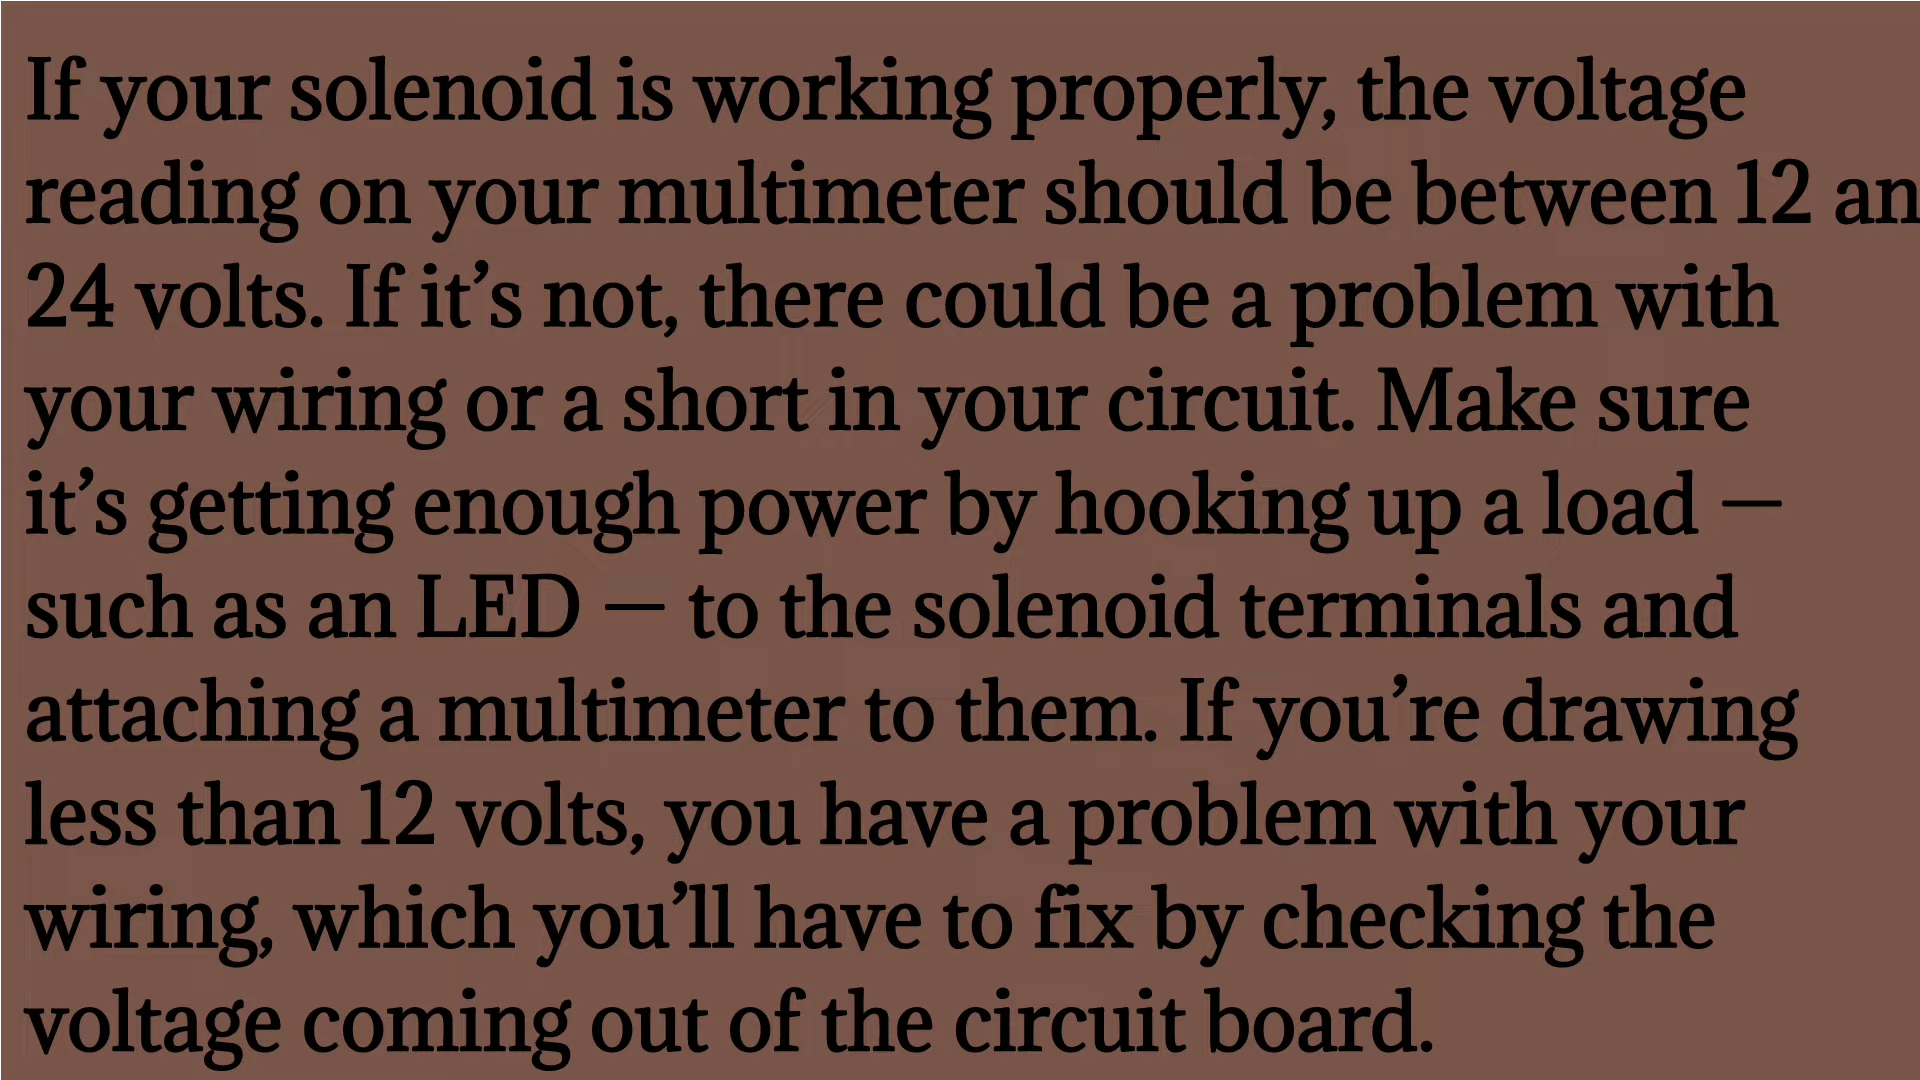 If your solenoid is working properly, the voltage
reading on your multimeter should be between 12 an
24 volts. If it’s not, there could be a problem with
your wiring or a short in your circuit. Make sure
it’s getting enough power by hooking up a load —
such as an LED — to the solenoid terminals and
attaching a multimeter to them. If you’re drawing
less than 12 volts, you have a problem with your
wiring, which you’ll have to fix by checking the
voltage coming out of the circuit board.